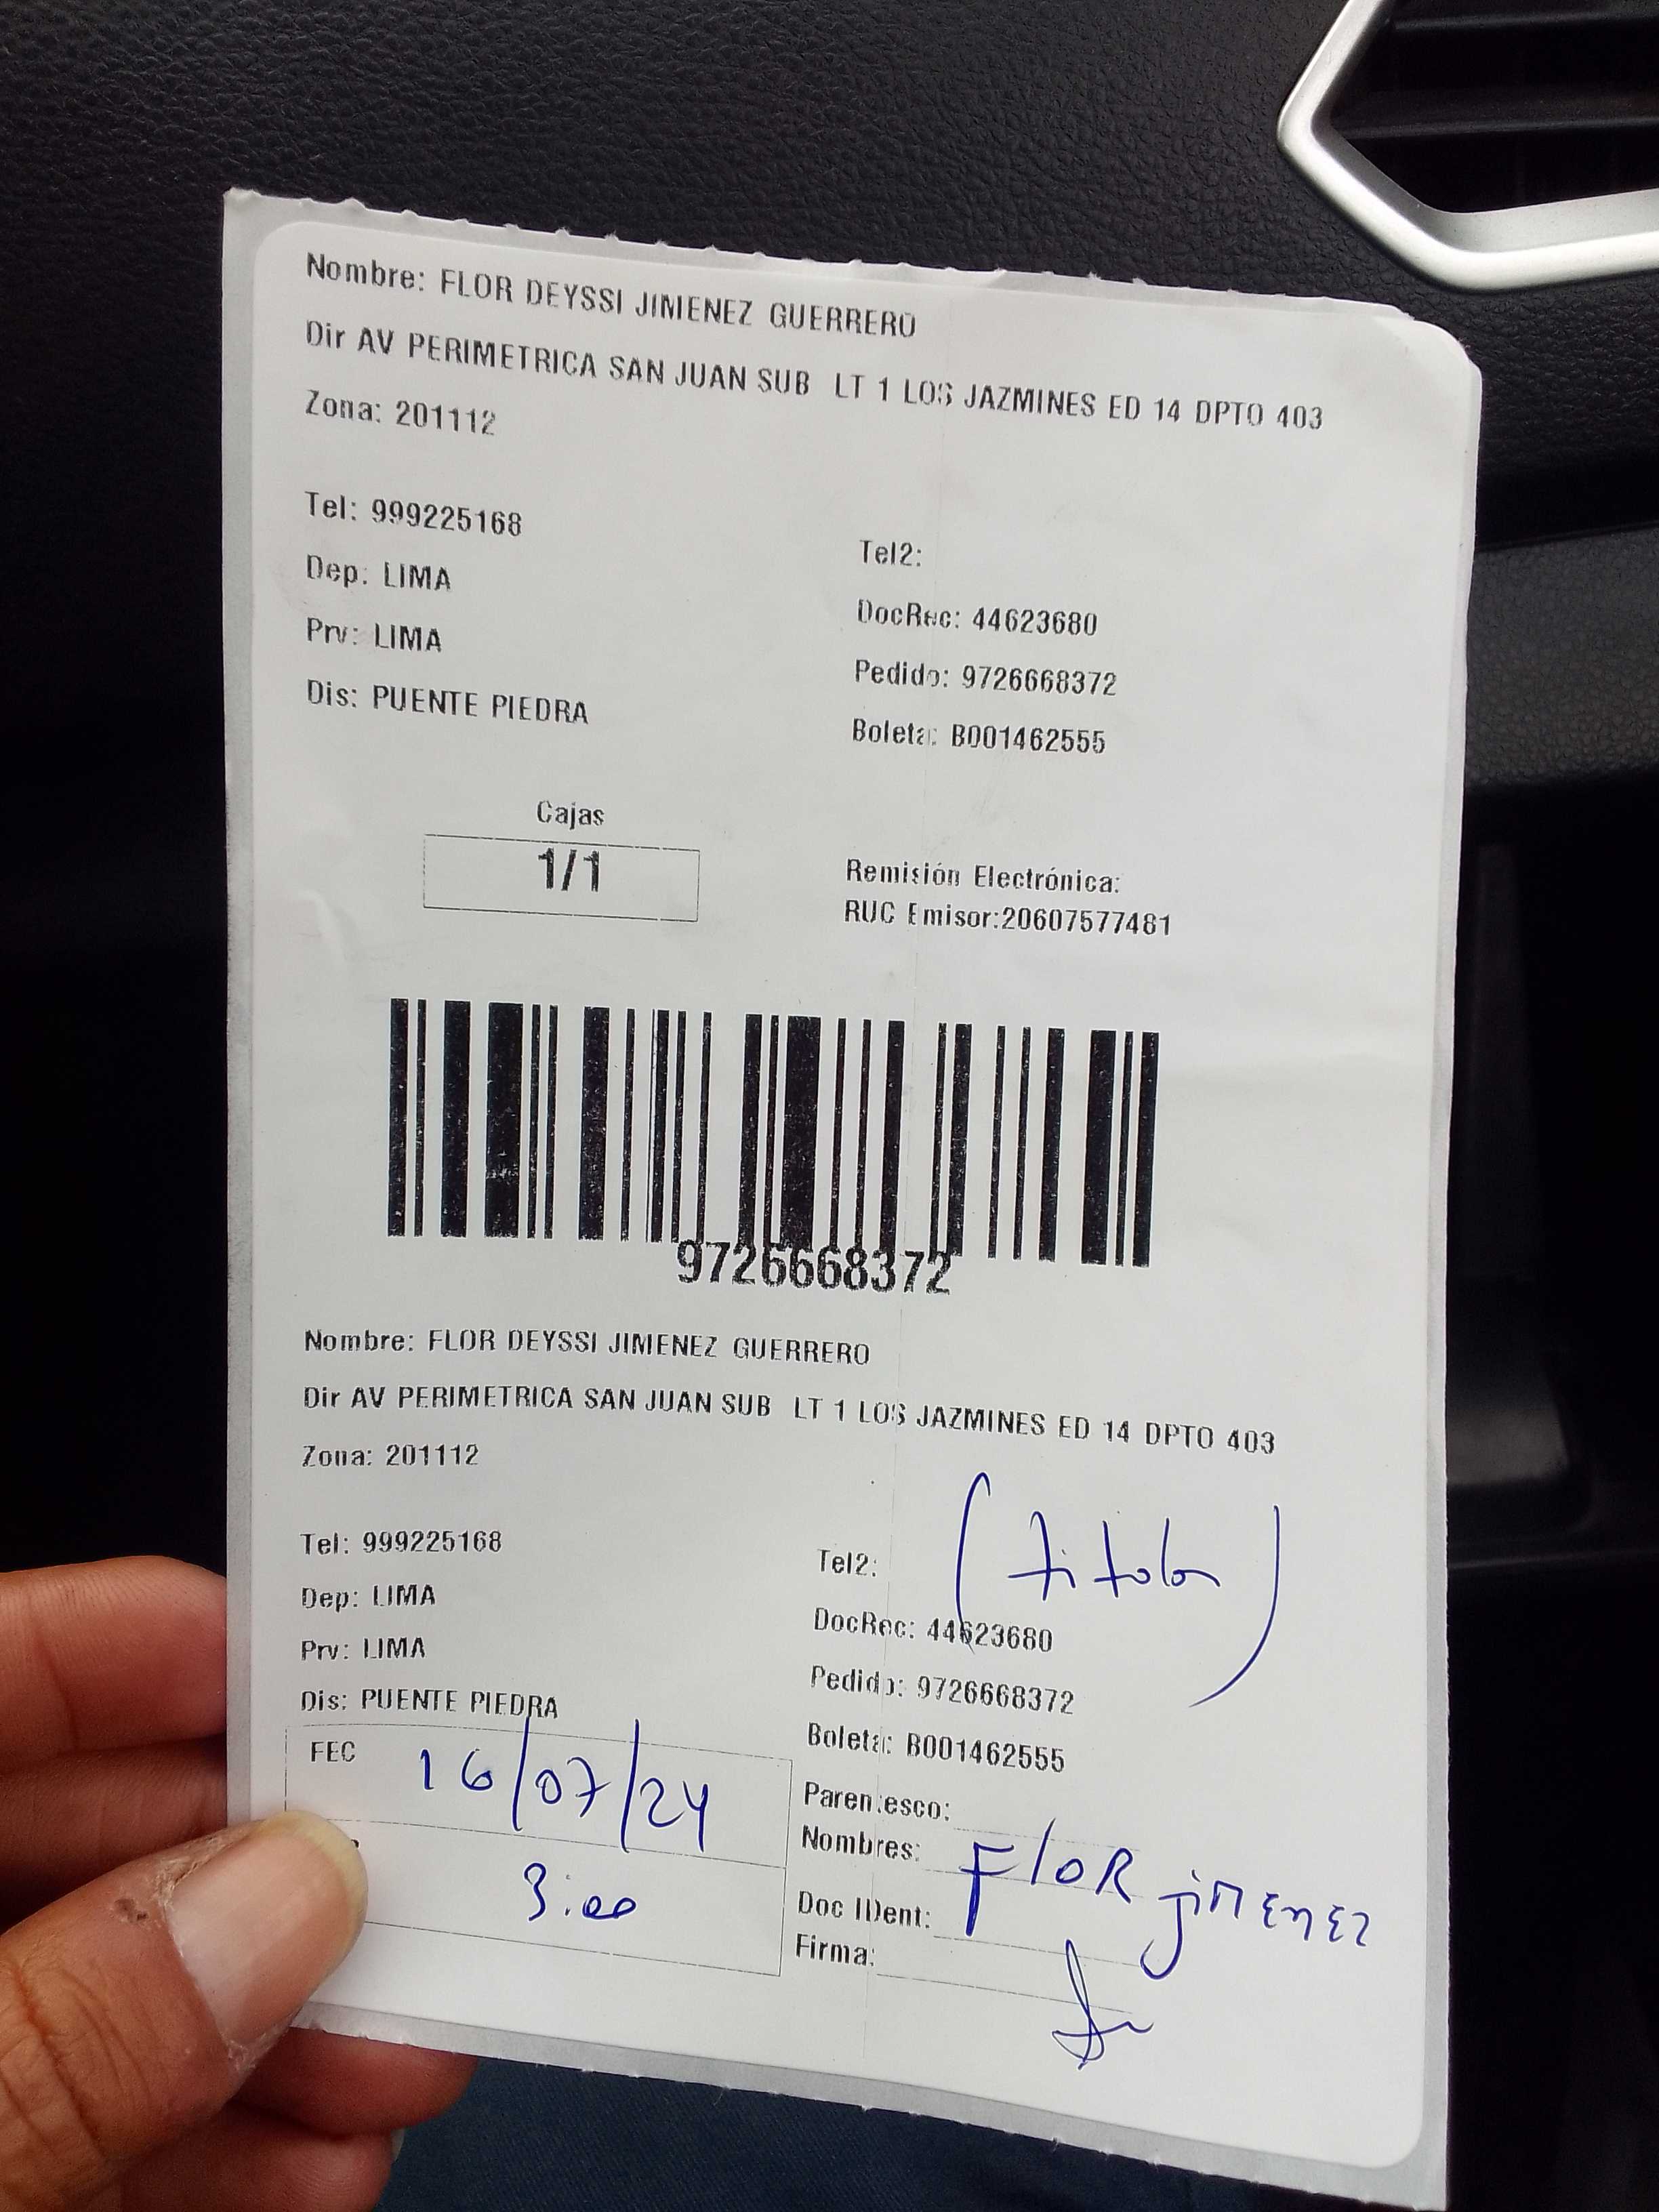 Nombre: FLOR DEYSSI JIMENEZ GUERRERO
Dir AV PERIMETRICA SAN JUAN SUB LT 1 LOS JAZMINES ED 14 DPTO 403
Zona: 201112
Tel: 999225168
Tel2:
Dep: LIMA
DocRec: 44623680
Prv: LIMA
Pedido: 9726668372
Dis: PUENTE PIEDRA
Boleta: B001462555
Cajas
1/1
Remisión Electrónica:
RUC Emisor:20607577481
9726668372
Nombre: FLOR DEYSSI JIMENEZ GUERRERO
Dir AV PERIMETRICA SAN JUAN SUB LT 1 LOS JAZMINES ED 14 DPTO 403
Zona: 201112
Tel: 999225168
Tel2:
(titular)
Dep: LIMA
DocRec: 44623680
Prv: LIMA
Pedido: 9726668372
Dis: PUENTE PIEDRA
Boleta: B001462555
FEC 16/07/24
Parentesco:
Nombres: FloR jiMENEZ
3:00
Doc IDent:
Firma: